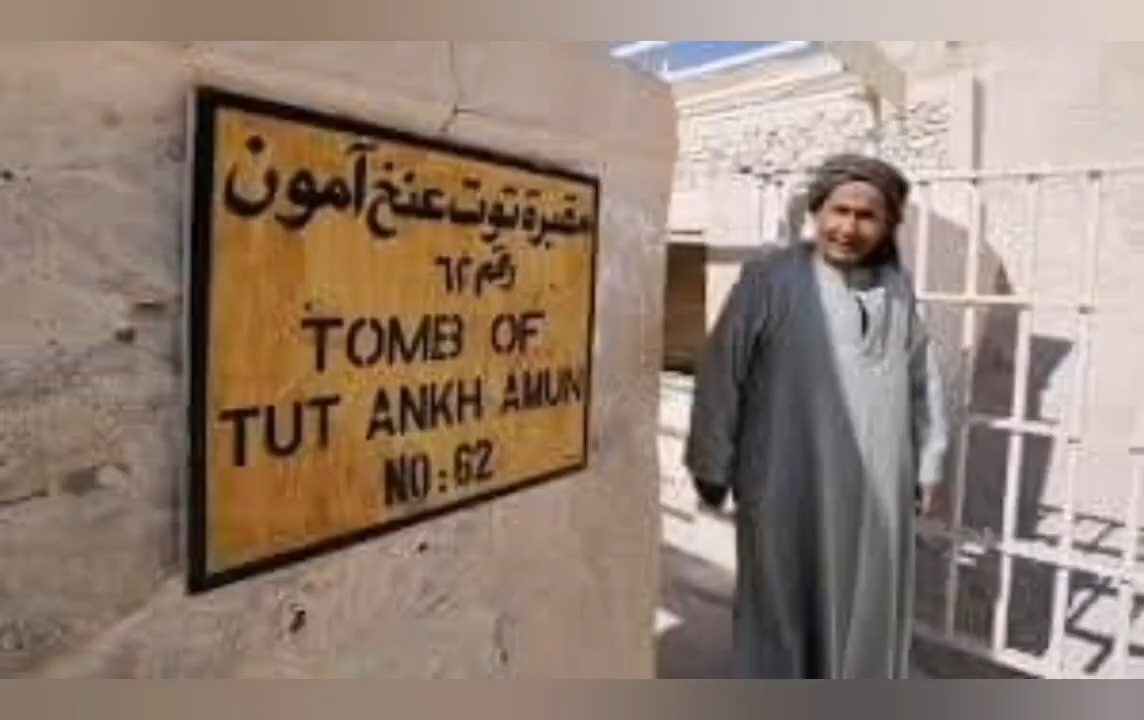 مقبرة توت عنخ آمون
رقم ٦٢
TOMB OF
TUT ANKH AMUN
NO : 62